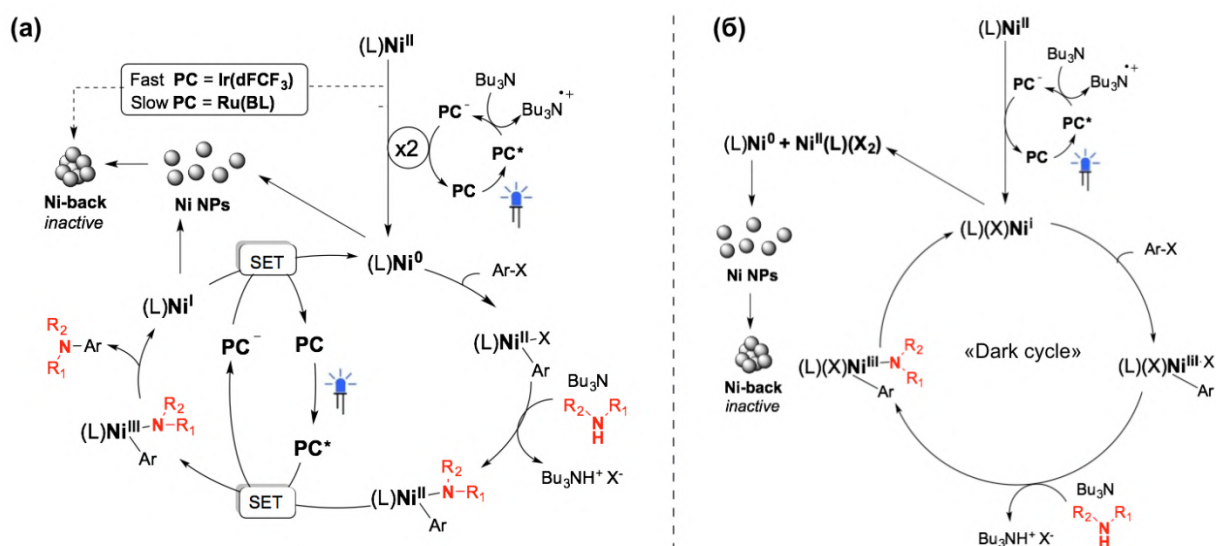 (а)
(L)Ni^II
Fast PC = Ir(dFCF₃)
Slow PC = Ru(BL)
Bu₃N
PC⁻
Bu₃N^•+
x2
PC*
PC
Ni-back
inactive
Ni NPs
SET
(L)Ni⁰
Ar-X
(L)Ni^I
R₂
N-Ar
R₁
PC⁻
PC
(L)Ni^II-X
Ar
Bu₃N
R₂ N R₁
H
PC*
R₂
(L)Ni^III-N-R₁
Ar
Bu₃NH⁺ X⁻
SET
R₂
(L)Ni^II-N-R₁
Ar
(б)
(L)Ni^II
Bu₃N
PC⁻
Bu₃N^•+
PC*
PC
(L)Ni⁰ + Ni^II(L)(X₂)
(L)(X)Ni^i
Ni NPs
Ar-X
Ni-back
inactive
R₂
(L)(X)Ni^III-N-R₁
Ar
«Dark cycle»
(L)(X)Ni^III-X
Ar
Bu₃N
R₂ N R₁
H
Bu₃NH⁺ X⁻